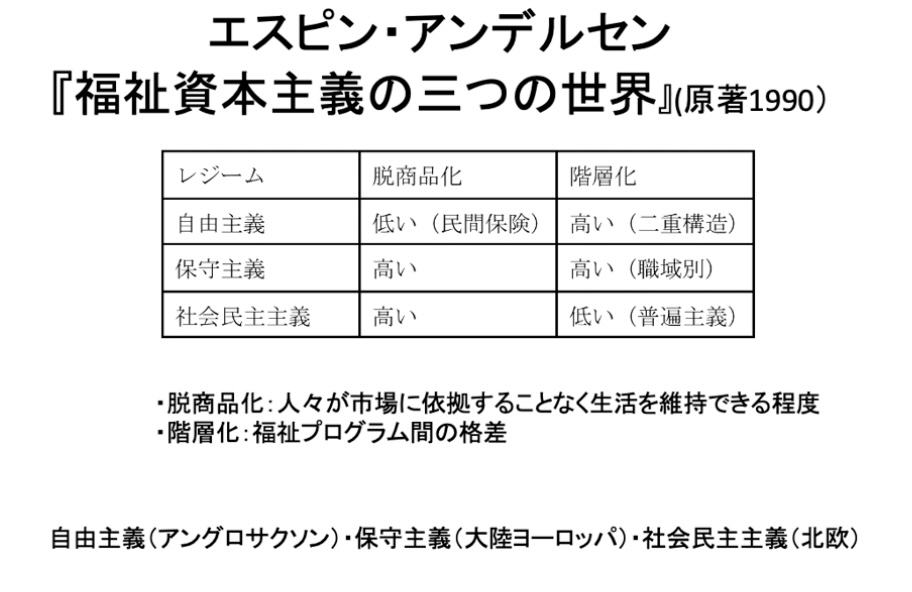 エスピン・アンデルセン
『福祉資本主義の三つの世界』(原著1990)
レジーム 脱商品化 階層化
自由主義 低い（民間保険） 高い（二重構造）
保守主義 高い 高い（職域別）
社会民主主義 高い 低い（普遍主義）
・脱商品化：人々が市場に依拠することなく生活を維持できる程度
・階層化：福祉プログラム間の格差
自由主義（アングロサクソン）・保守主義（大陸ヨーロッパ）・社会民主主義（北欧）